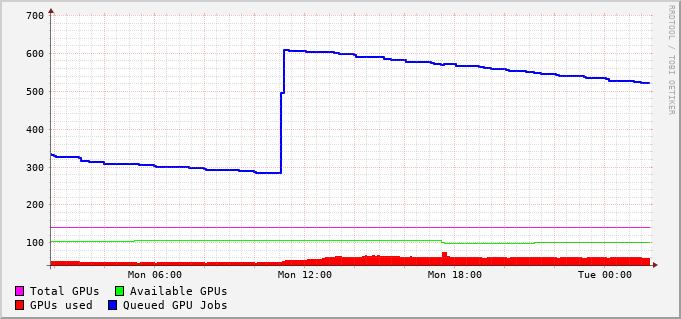 700
600
500
400
300
200
100
Mon 06:00 Mon 12:00 Mon 18:00 Tue 00:00
Total GPUs Available GPUs
GPUs used Queued GPU Jobs
RRDTOOL / TOBI OETIKER